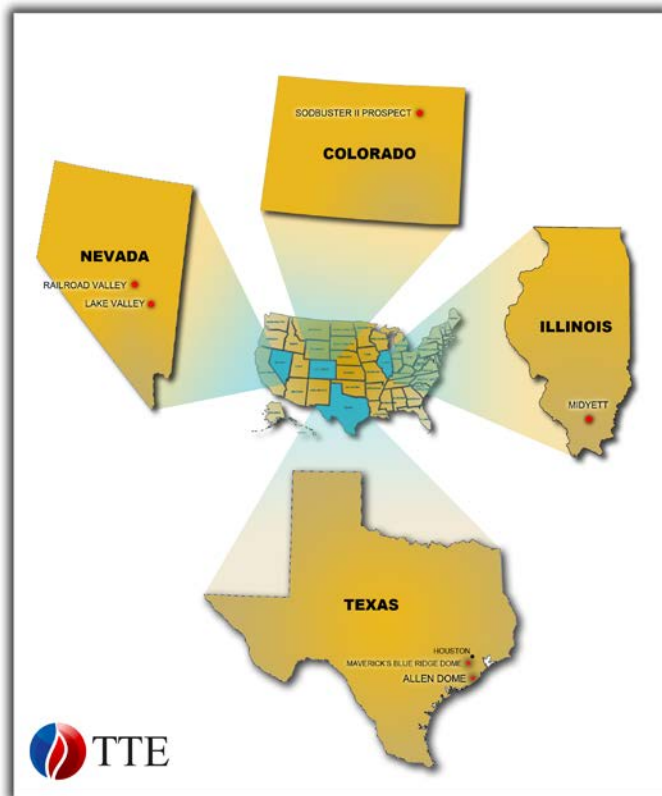 SODBUSTER II PROSPECT
COLORADO
NEVADA
RAILROAD VALLEY
LAKE VALLEY
ILLINOIS
MIDYETT
TEXAS
HOUSTON
MAVERICK'S BLUE RIDGE DOME
ALLEN DOME
TTE